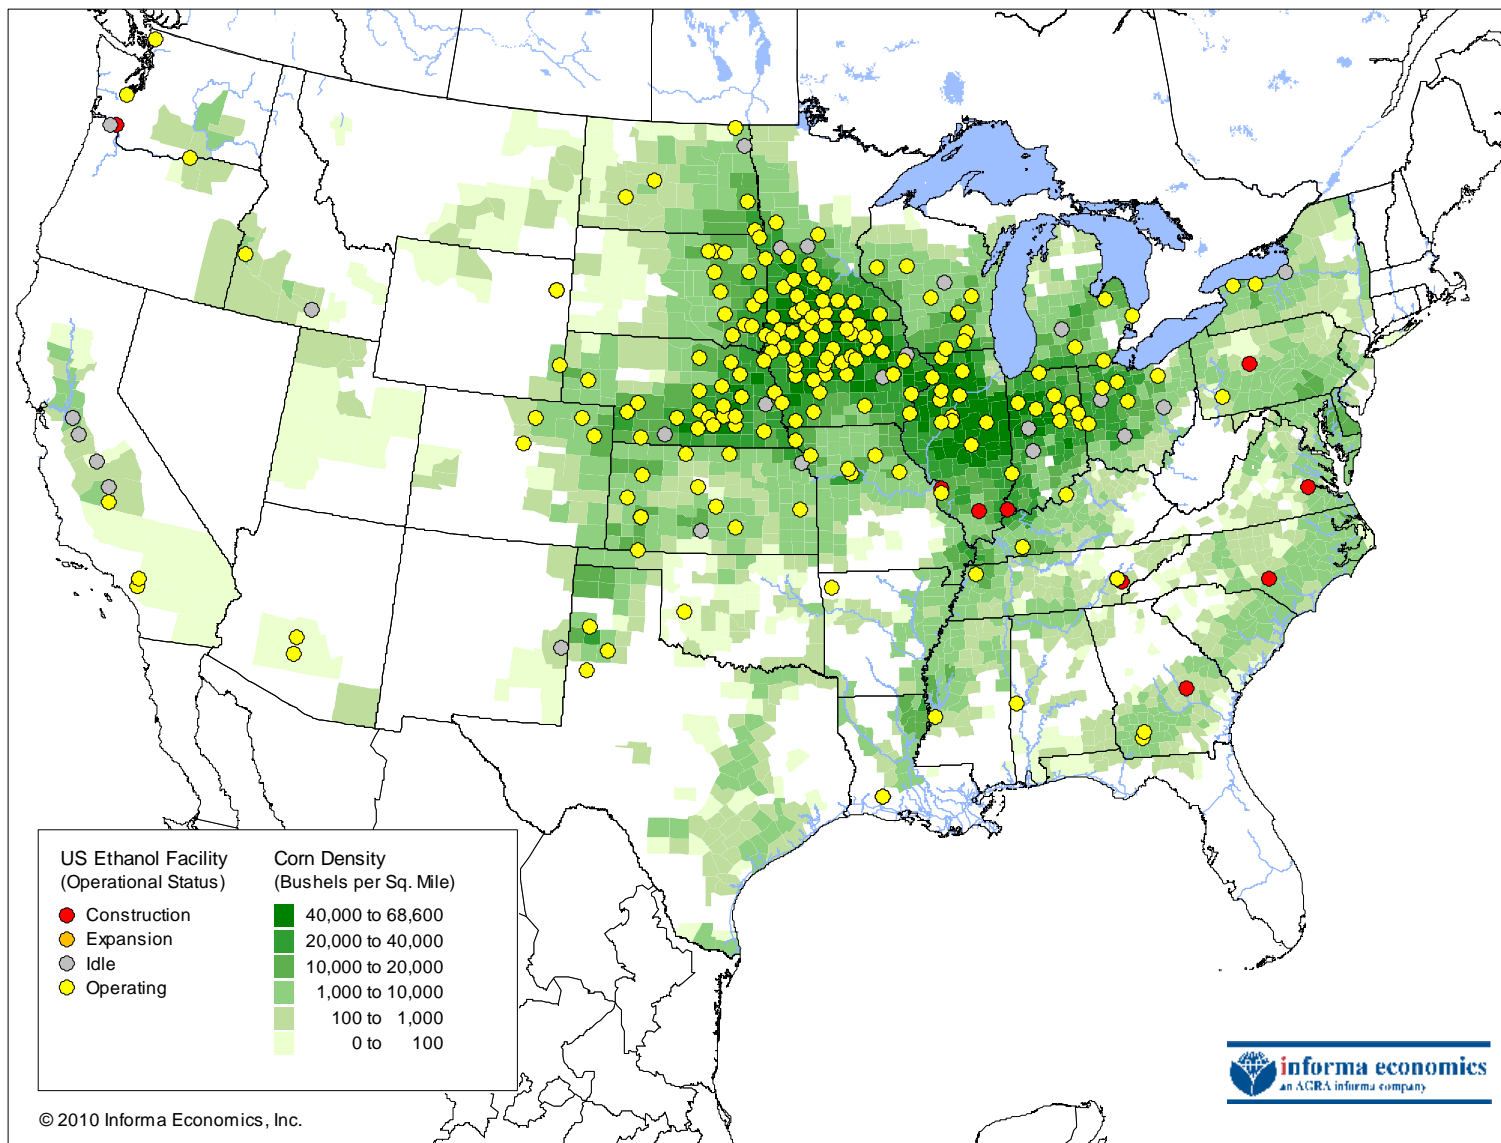 US Ethanol Facility
(Operational Status)
Construction
Expansion
Idle
Operating
Corn Density
(Bushels per Sq. Mile)
40,000 to 68,600
20,000 to 40,000
10,000 to 20,000
1,000 to 10,000
100 to 1,000
0 to 100
informa economics
an AGRA informa company
© 2010 Informa Economics, Inc.